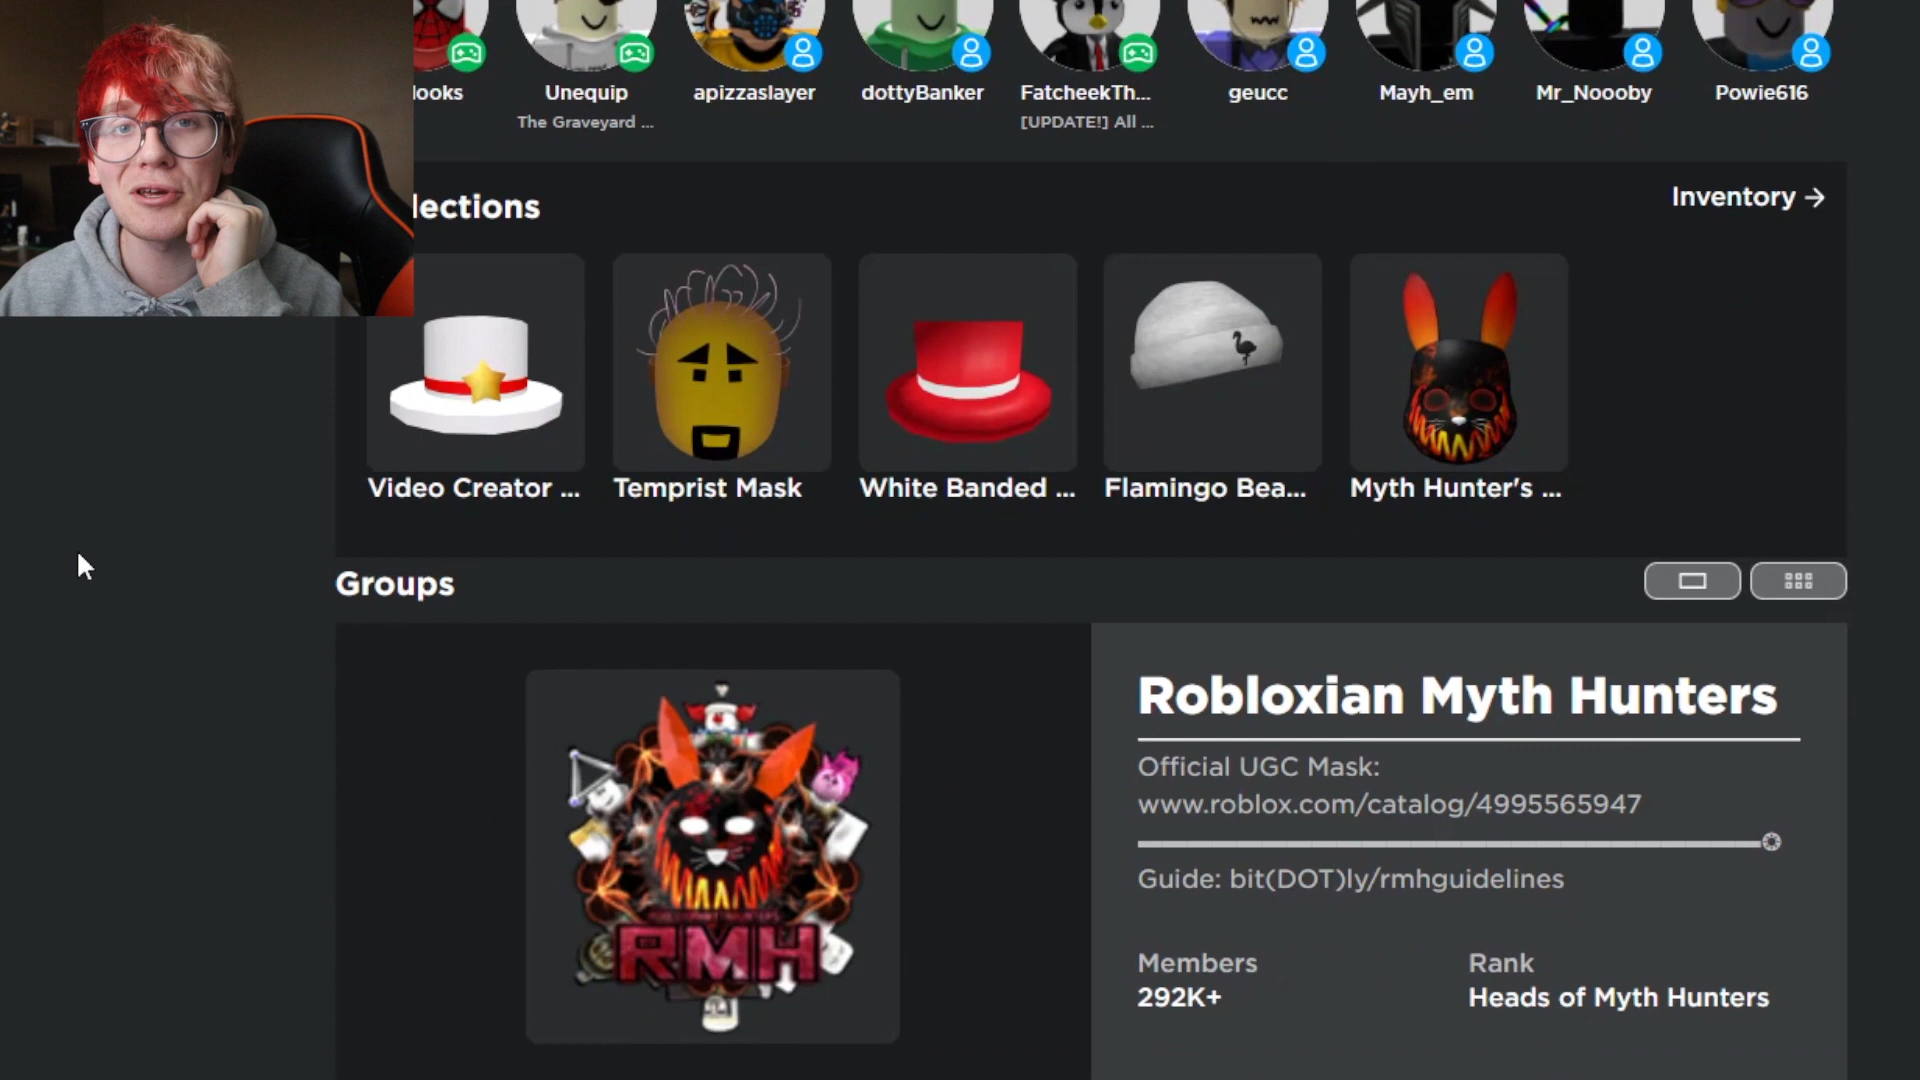 looks
Unequip
apizzaslayer
dottyBanker
FatcheekTh...
geucc
Mayh_em
Mr_Noooby
Powie616
The Graveyard ...
[UPDATE!] All ...
lections
Inventory →
Video Creator ...
Temprist Mask
White Banded ...
Flamingo Bea...
Myth Hunter's ...
Groups
Robloxian Myth Hunters
Official UGC Mask:
www.roblox.com/catalog/4995565947
Guide: bit(DOT)ly/rmhguidelines
Members
Rank
292K+
Heads of Myth Hunters
RMH